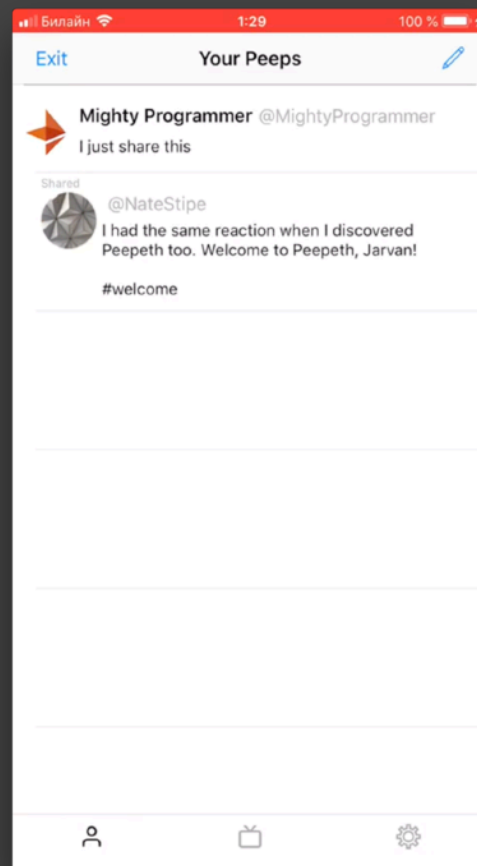 Билайн 1:29 100 %
Exit Your Peeps
Mighty Programmer @MightyProgrammer
I just share this
Shared
@NateStipe
I had the same reaction when I discovered
Peepeth too. Welcome to Peepeth, Jarvan!
#welcome